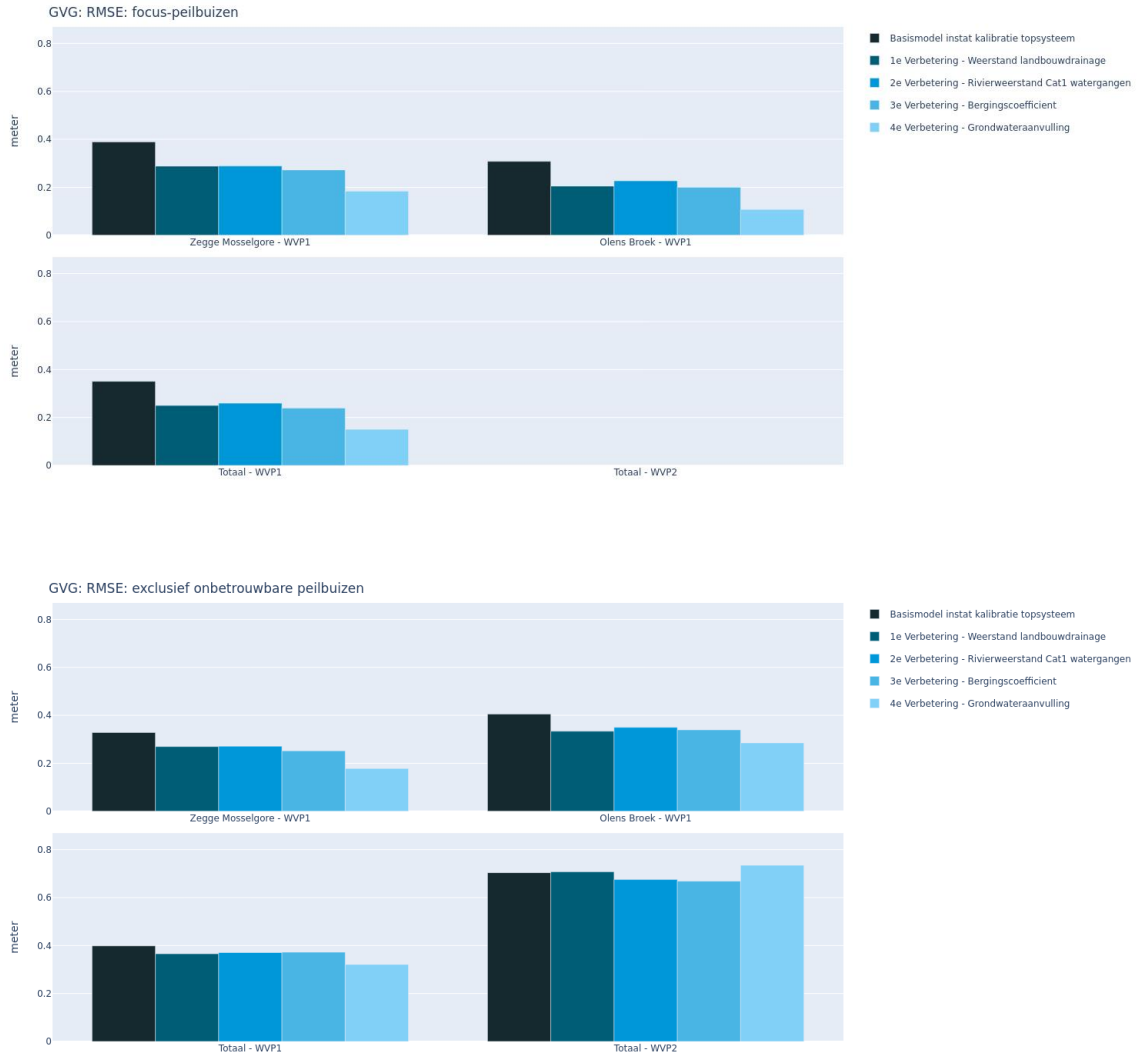 GVG: RMSE: focus-peilbuizen
0.8
0.6
0.4
0.2
0
meter
Zegge Mosselgore - WVP1
Olens Broek - WVP1
Basismodel instat kalibratie topsysteem
1e Verbetering - Weerstand landbouwdrainage
2e Verbetering - Rivierweerstand Cat1 watergangen
3e Verbetering - Bergingscoefficient
4e Verbetering - Grondwateraanvulling
0.8
0.6
0.4
0.2
0
meter
Totaal - WVP1
Totaal - WVP2
GVG: RMSE: exclusief onbetrouwbare peilbuizen
0.8
0.6
0.4
0.2
0
meter
Zegge Mosselgore - WVP1
Olens Broek - WVP1
Basismodel instat kalibratie topsysteem
1e Verbetering - Weerstand landbouwdrainage
2e Verbetering - Rivierweerstand Cat1 watergangen
3e Verbetering - Bergingscoefficient
4e Verbetering - Grondwateraanvulling
0.8
0.6
0.4
0.2
0
meter
Totaal - WVP1
Totaal - WVP2